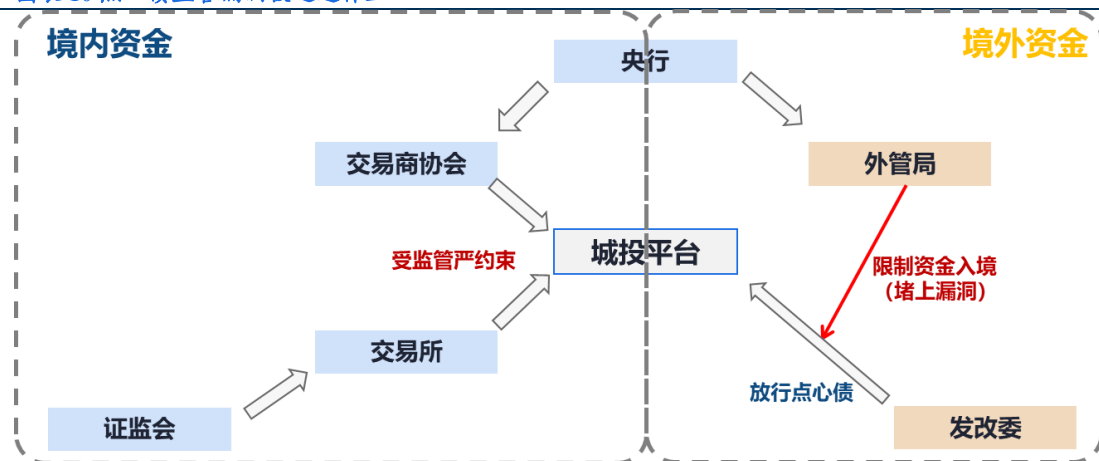 境内资金
境外资金
央行
交易商协会
外管局
受监管严约束
城投平台
限制资金入境
（堵上漏洞）
交易所
放行点心债
证监会
发改委